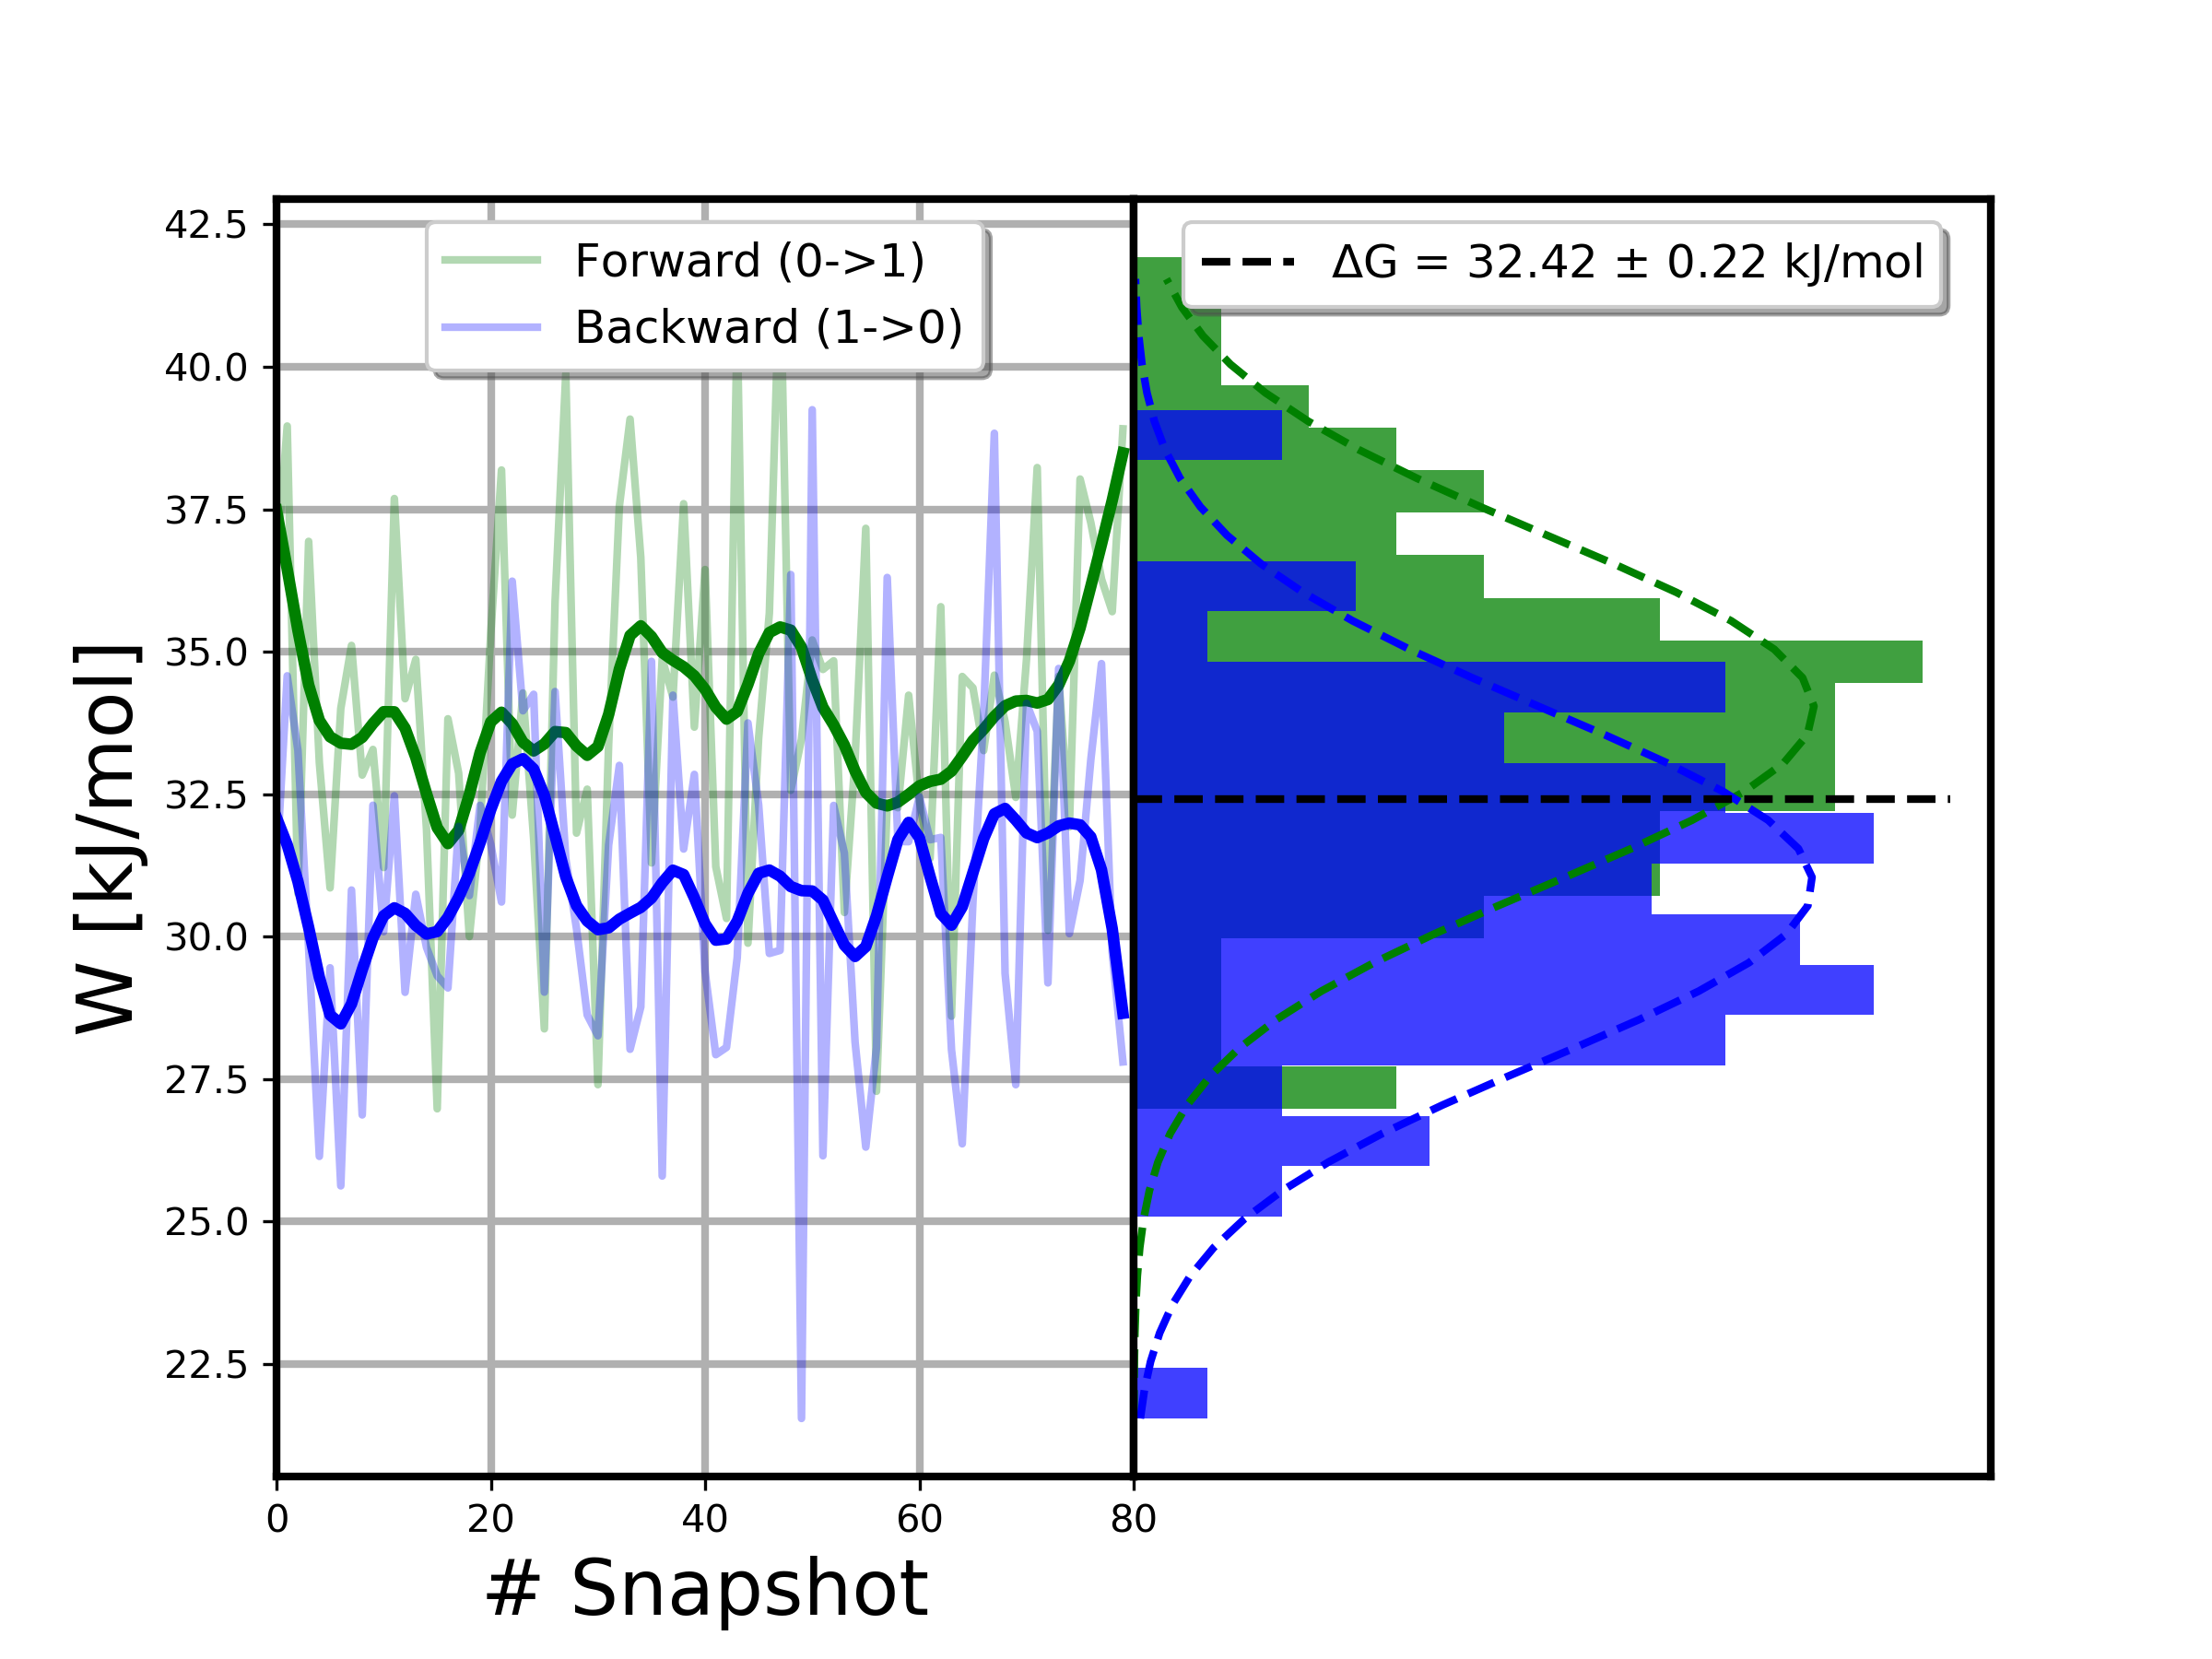 Forward (0->1)
Backward (1->0)
ΔG = 32.42 ± 0.22 kJ/mol
42.5
40.0
37.5
35.0
32.5
30.0
27.5
25.0
22.5
W [kJ/mol]
0 20 40 60 80
# Snapshot